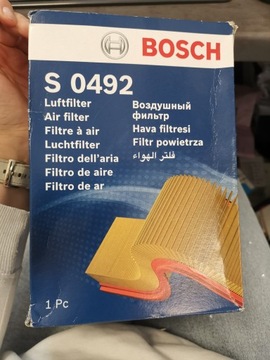 BOSCH
S 0492
Luftfilter
Air filter
Filtre à air
Luchtfilter
Filtro dell'aria
Filtro de aire
Filtro de ar
Воздушный
фильтр
Hava filtresi
Filtr powietrza
فلتر الهواء
1 Pc